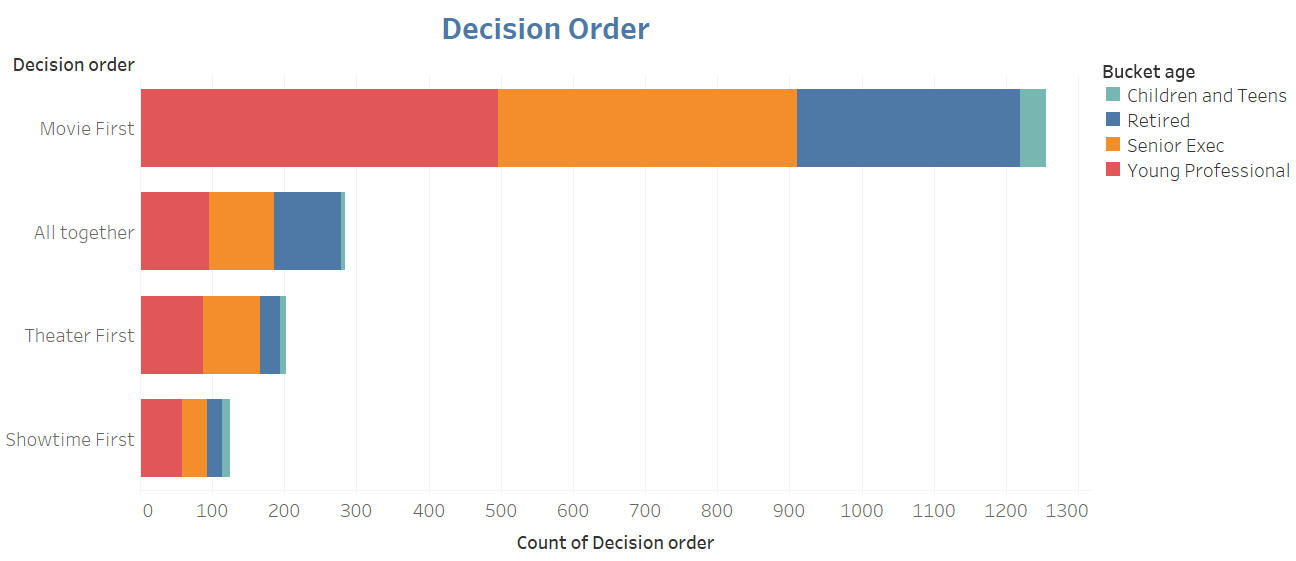 Decision Order
Decision order
Movie First
All together
Theater First
Showtime First
0 100 200 300 400 500 600 700 800 900 1000 1100 1200 1300
Count of Decision order
Bucket age
Children and Teens
Retired
Senior Exec
Young Professional